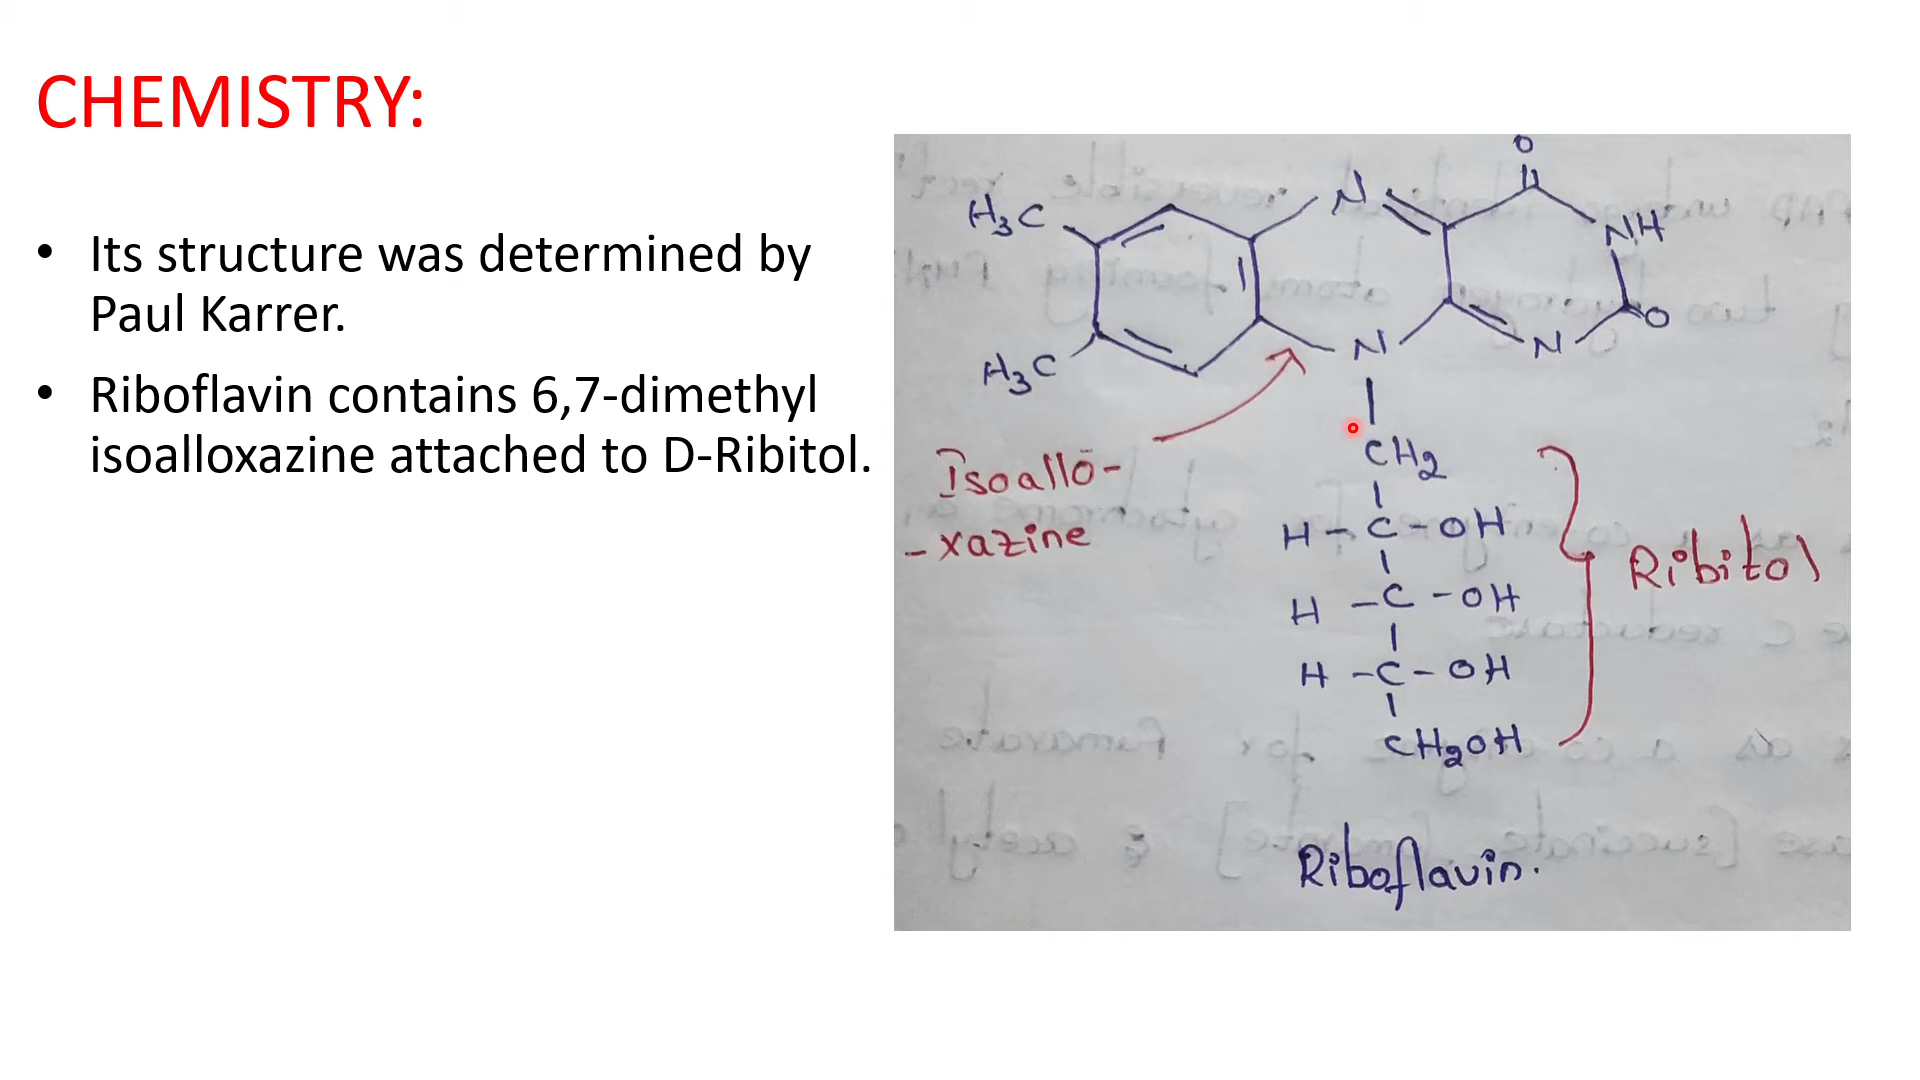 CHEMISTRY:
• Its structure was determined by
Paul Karrer.
• Riboflavin contains 6,7-dimethyl
isoalloxazine attached to D-Ribitol.
O
H3C
N
NH
O
H3C
N
N
CH2
Isoallo-
-xazine
H-C-OH
H-C-OH
H-C-OH
CH2OH
Ribitol
Riboflavin.